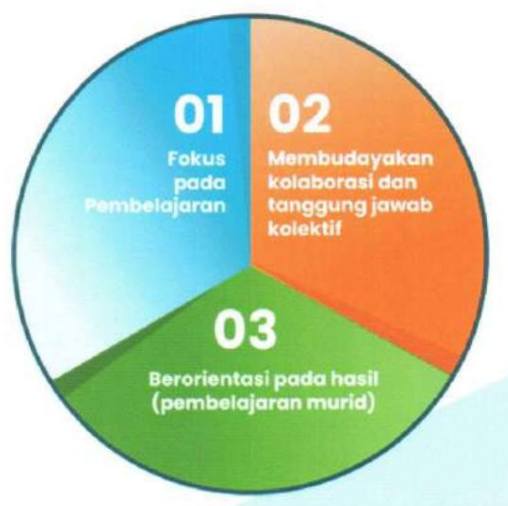 01
Fokus
pada
Pembelajaran
02
Membudayakan
kolaborasi dan
tanggung jawab
kolektif
03
Berorientasi pada hasil
(pembelajaran murid)